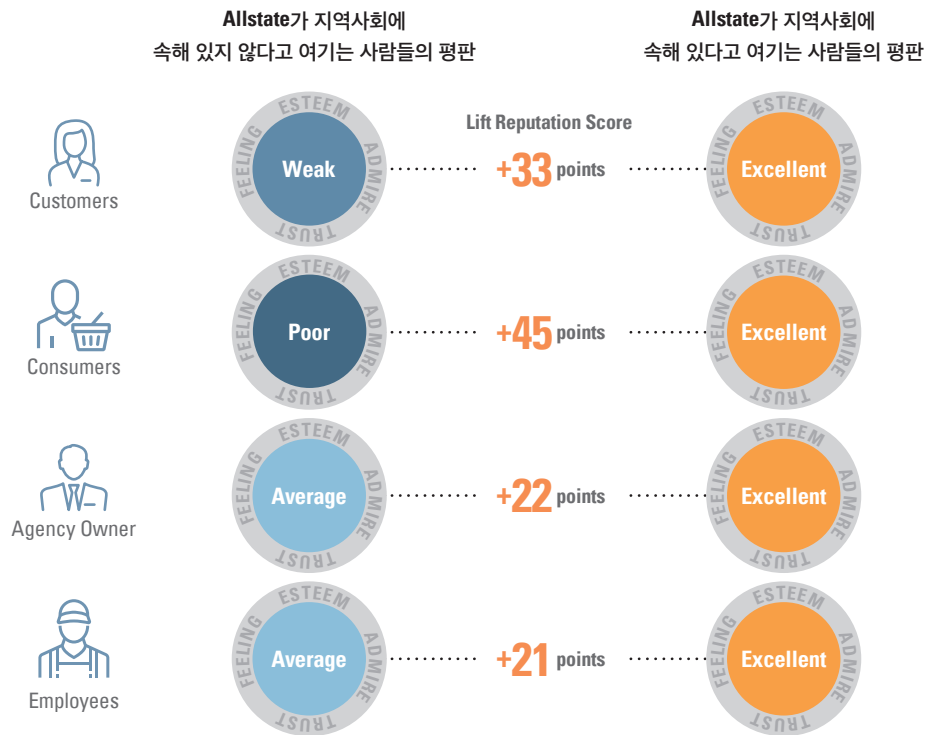 Allstate가 지역사회에
속해 있지 않다고 여기는 사람들의 평판
Allstate가 지역사회에
속해 있다고 여기는 사람들의 평판
Lift Reputation Score
Customers
FEELING ESTEEM ADMIRE TRUST
Weak
+33 points
FEELING ESTEEM ADMIRE TRUST
Excellent
Consumers
FEELING ESTEEM ADMIRE TRUST
Poor
+45 points
FEELING ESTEEM ADMIRE TRUST
Excellent
Agency Owner
FEELING ESTEEM ADMIRE TRUST
Average
+22 points
FEELING ESTEEM ADMIRE TRUST
Excellent
Employees
FEELING ESTEEM ADMIRE TRUST
Average
+21 points
FEELING ESTEEM ADMIRE TRUST
Excellent